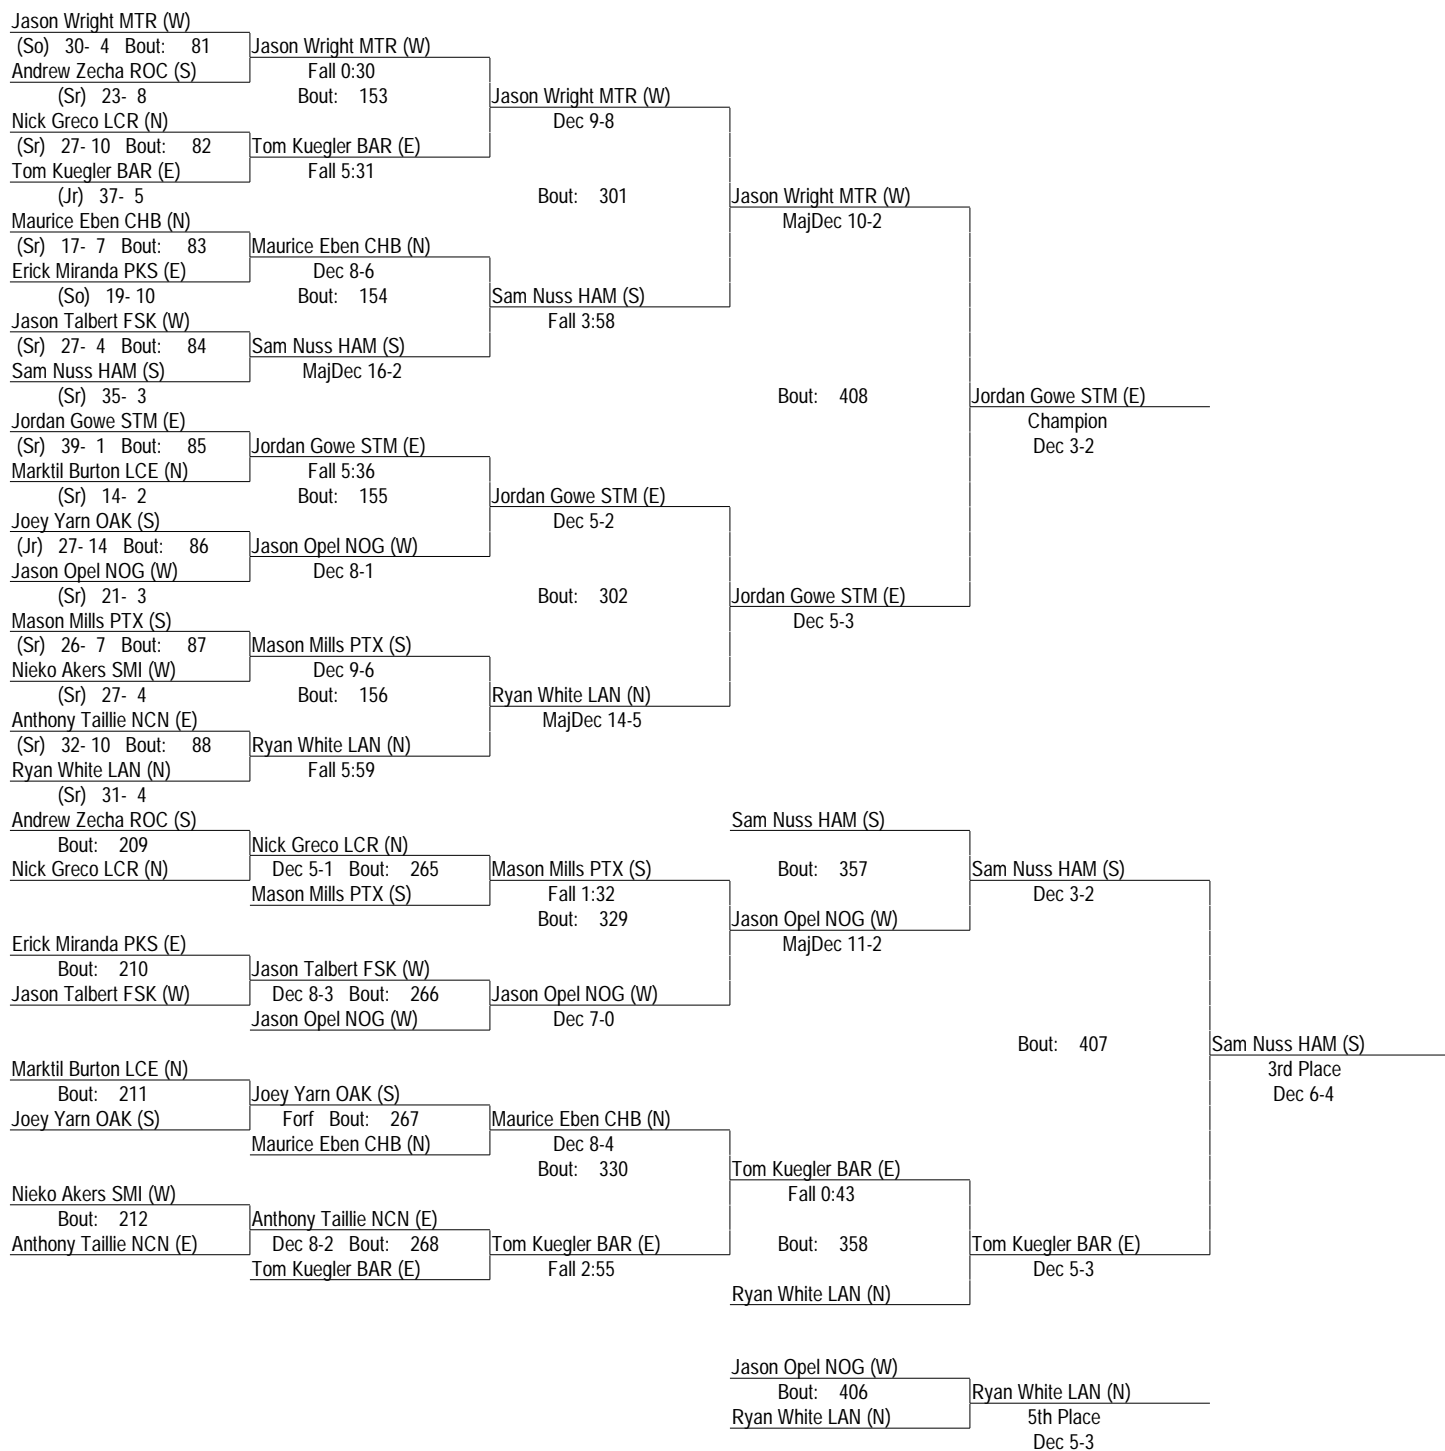 Jason Wright MTR (W)
(So) 30- 4 Bout: 81 Jason Wright MTR (W)
Andrew Zecha ROC (S) Fall 0:30
(Sr) 23- 8 Bout: 153 Jason Wright MTR (W)
Nick Greco LCR (N) Dec 9-8
(Sr) 27- 10 Bout: 82 Tom Kuegler BAR (E)
Tom Kuegler BAR (E) Fall 5:31
(Jr) 37- 5 Bout: 301 Jason Wright MTR (W)
Maurice Eben CHB (N) MajDec 10-2
(Sr) 17- 7 Bout: 83 Maurice Eben CHB (N)
Erick Miranda PKS (E) Dec 8-6
(So) 19- 10 Bout: 154 Sam Nuss HAM (S)
Jason Talbert FSK (W) Fall 3:58
(Sr) 27- 4 Bout: 84 Sam Nuss HAM (S)
Sam Nuss HAM (S) MajDec 16-2
(Sr) 35- 3 Bout: 408 Jordan Gowe STM (E)
Jordan Gowe STM (E) Champion
(Sr) 39- 1 Bout: 85 Jordan Gowe STM (E) Dec 3-2
Marktil Burton LCE (N) Fall 5:36
(Sr) 14- 2 Bout: 155 Jordan Gowe STM (E)
Joey Yarn OAK (S) Dec 5-2
(Jr) 27- 14 Bout: 86 Jason Opel NOG (W)
Jason Opel NOG (W) Dec 8-1
(Sr) 21- 3 Bout: 302 Jordan Gowe STM (E)
Mason Mills PTX (S) Dec 5-3
(Sr) 26- 7 Bout: 87 Mason Mills PTX (S)
Nieko Akers SMI (W) Dec 9-6
(Sr) 27- 4 Bout: 156 Ryan White LAN (N)
Anthony Taillie NCN (E) MajDec 14-5
(Sr) 32- 10 Bout: 88 Ryan White LAN (N)
Ryan White LAN (N) Fall 5:59
(Sr) 31- 4
Andrew Zecha ROC (S) Sam Nuss HAM (S)
Bout: 209 Nick Greco LCR (N)
Nick Greco LCR (N) Dec 5-1 Bout: 265 Mason Mills PTX (S) Bout: 357 Sam Nuss HAM (S)
Mason Mills PTX (S) Fall 1:32 Dec 3-2
Bout: 329 Jason Opel NOG (W)
Erick Miranda PKS (E) MajDec 11-2
Bout: 210 Jason Talbert FSK (W)
Jason Talbert FSK (W) Dec 8-3 Bout: 266 Jason Opel NOG (W)
Jason Opel NOG (W) Dec 7-0
Bout: 407 Sam Nuss HAM (S)
Marktil Burton LCE (N) 3rd Place
Bout: 211 Joey Yarn OAK (S) Dec 6-4
Joey Yarn OAK (S) Forf Bout: 267 Maurice Eben CHB (N)
Maurice Eben CHB (N) Dec 8-4
Bout: 330 Tom Kuegler BAR (E)
Nieko Akers SMI (W) Fall 0:43
Bout: 212 Anthony Taillie NCN (E)
Anthony Taillie NCN (E) Dec 8-2 Bout: 268 Tom Kuegler BAR (E) Bout: 358 Tom Kuegler BAR (E)
Tom Kuegler BAR (E) Fall 2:55 Dec 5-3
Ryan White LAN (N)
Jason Opel NOG (W)
Bout: 406 Ryan White LAN (N)
Ryan White LAN (N) 5th Place
Dec 5-3